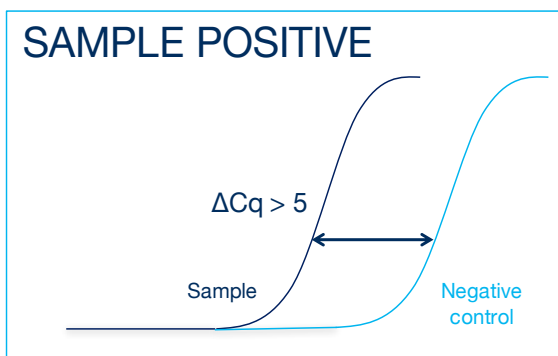 SAMPLE POSITIVE
ΔCq > 5
Sample
Negative
control